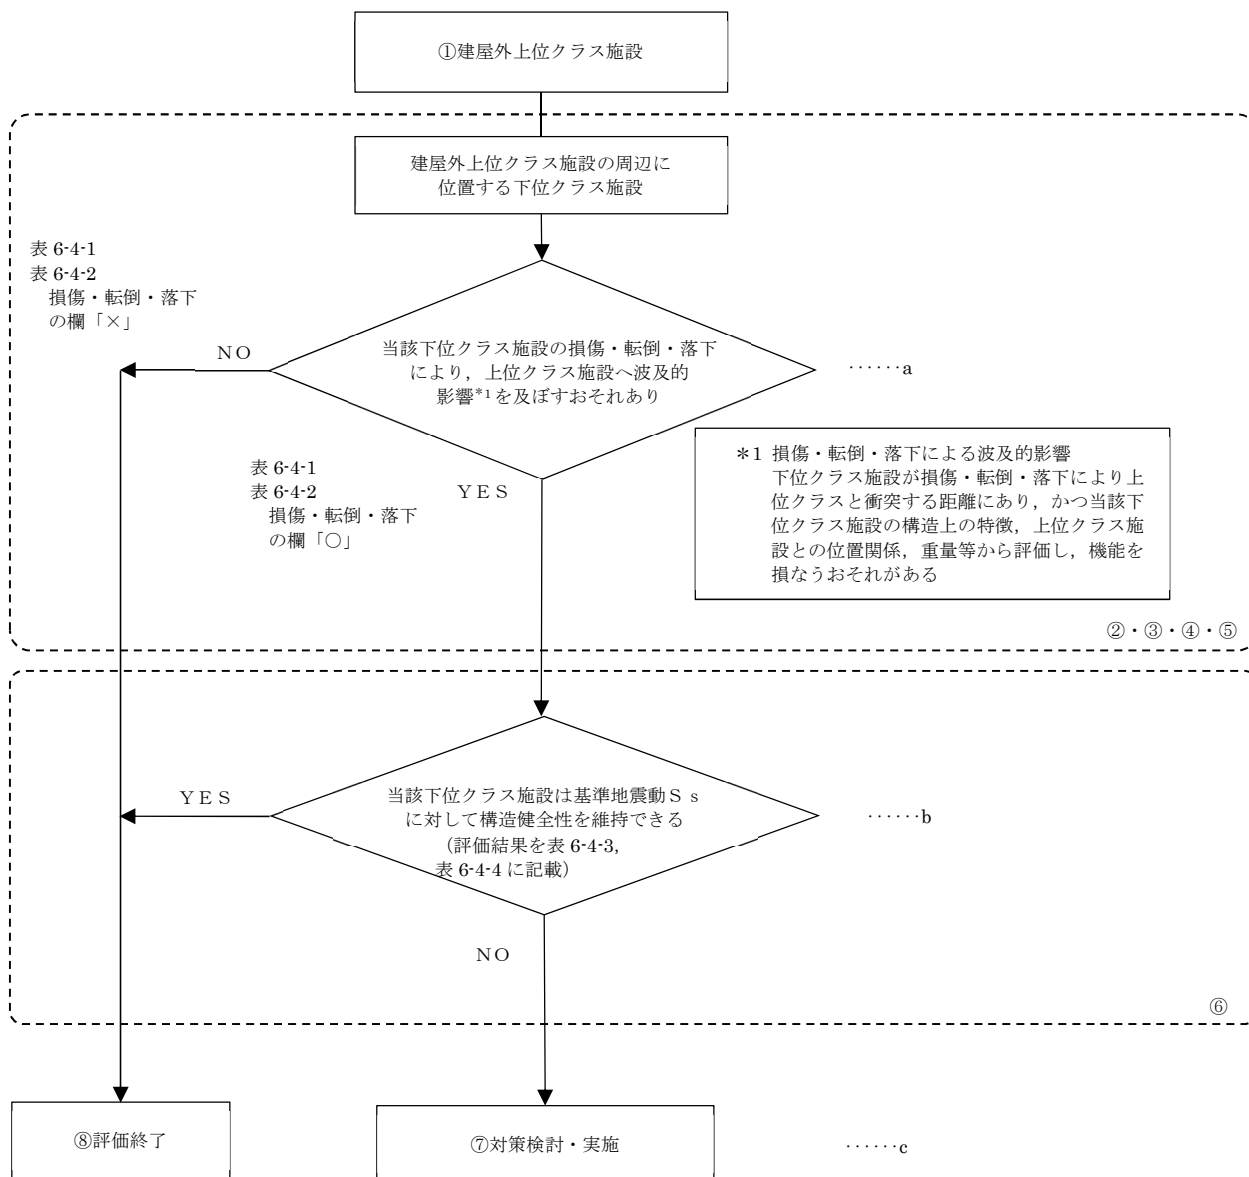 ①建屋外上位クラス施設
建屋外上位クラス施設の周辺に
位置する下位クラス施設
表 6-4-1
表 6-4-2
損傷・転倒・落下
の欄「×」
NO
当該下位クラス施設の損傷・転倒・落下
により，上位クラス施設へ波及的
影響*1を及ぼすおそれあり
‥‥‥a
表 6-4-1
表 6-4-2
損傷・転倒・落下
の欄「○」
YES
＊1 損傷・転倒・落下による波及的影響
下位クラス施設が損傷・転倒・落下により上
位クラスと衝突する距離にあり，かつ当該下
位クラス施設の構造上の特徴，上位クラス施
設との位置関係，重量等から評価し，機能を
損なうおそれがある
②・③・④・⑤
YES
当該下位クラス施設は基準地震動Ｓｓ
に対して構造健全性を維持できる
（評価結果を表 6-4-3，
表 6-4-4 に記載）
‥‥‥b
NO
⑥
⑧評価終了
⑦対策検討・実施
‥‥‥c